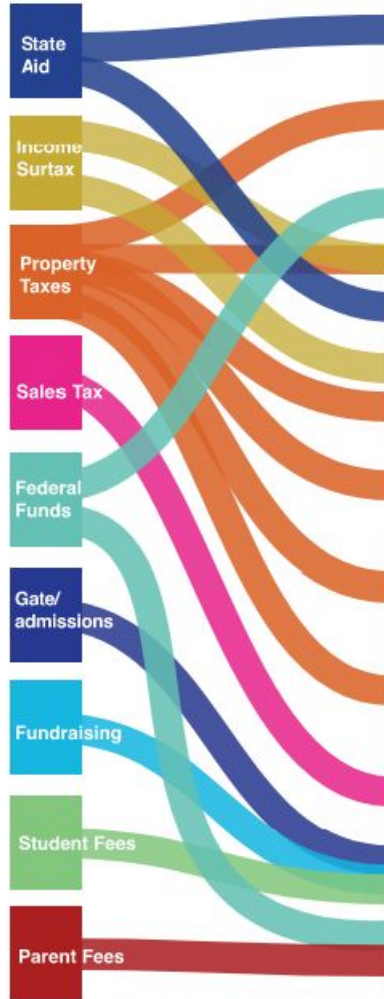 State
Aid
Income
Surtax
Property
Taxes
Sales Tax
Federal
Funds
Gate/
admissions
Fundraising
Student Fees
Parent Fees